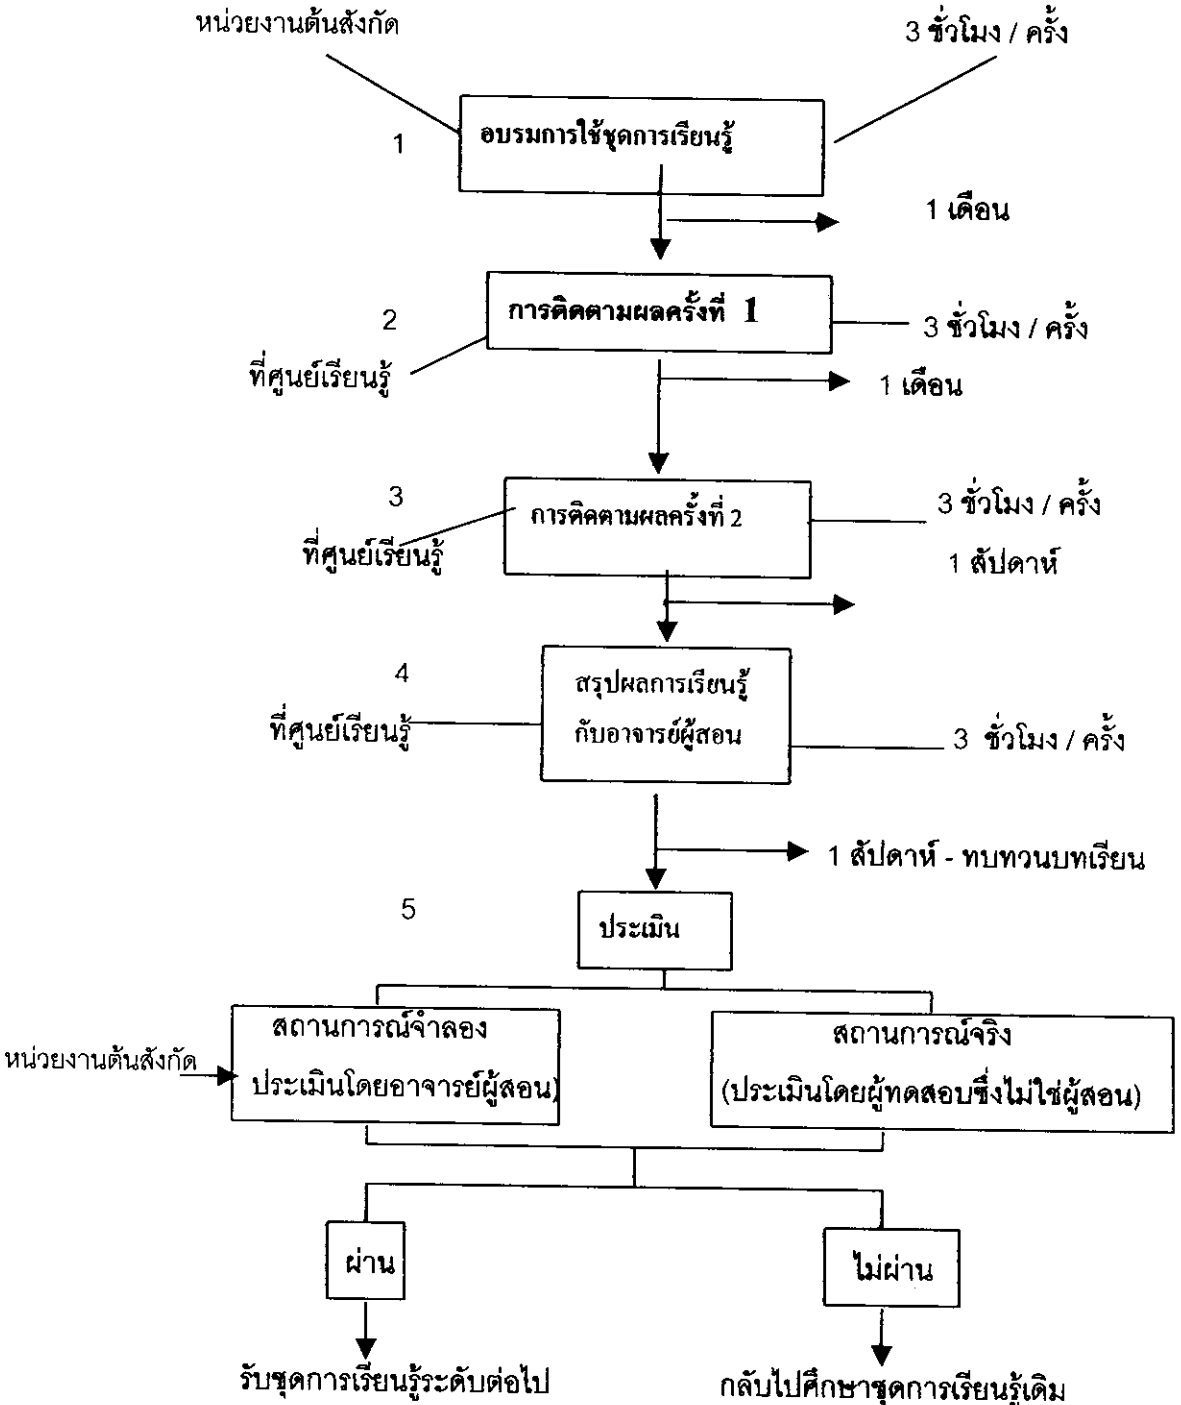 หน่วยงานต้นสังกัด
3 ชั่วโมง / ครั้ง
1
อบรมการใช้ชุดการเรียนรู้
1 เดือน
2
การติดตามผลครั้งที่ 1
3 ชั่วโมง / ครั้ง
ที่ศูนย์เรียนรู้
1 เดือน
3
การติดตามผลครั้งที่ 2
3 ชั่วโมง / ครั้ง
ที่ศูนย์เรียนรู้
1 สัปดาห์
4
สรุปผลการเรียนรู้
ที่ศูนย์เรียนรู้
กับอาจารย์ผู้สอน
3 ชั่วโมง / ครั้ง
1 สัปดาห์ - ทบทวนบทเรียน
5
ประเมิน
สถานการณ์จำลอง
สถานการณ์จริง
หน่วยงานต้นสังกัด
ประเมินโดยอาจารย์ผู้สอน)
(ประเมินโดยผู้ทดสอบซึ่งไม่ใช่ผู้สอน)
ผ่าน
ไม่ผ่าน
รับชุดการเรียนรู้ระดับต่อไป
กลับไปศึกษาชุดการเรียนรู้เดิม